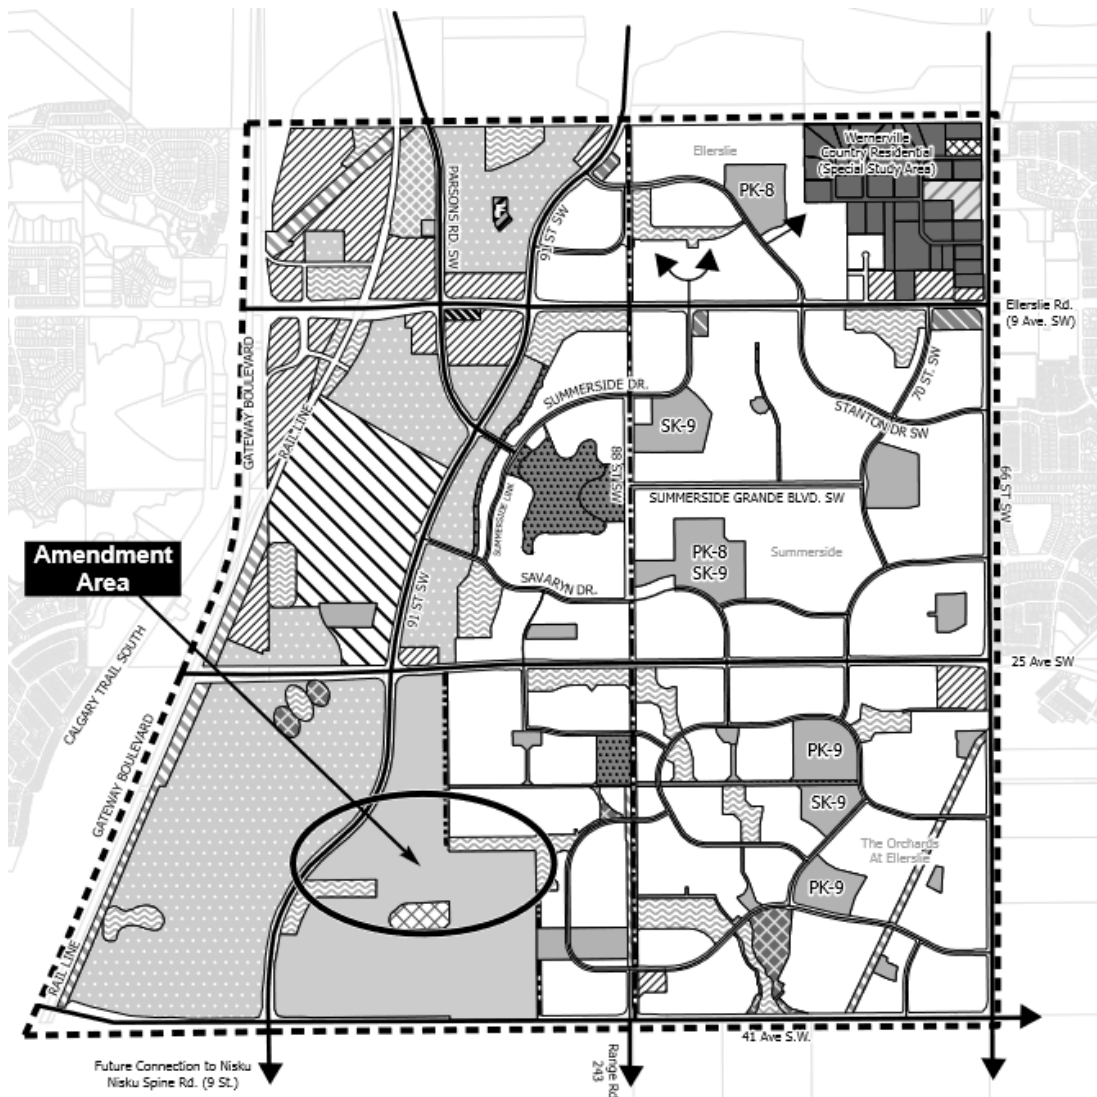 Wernerville
Country Residential
(Special Study Area)
Ellerslie
PK-8
PARSONS RD. SW
91 ST SW
Ellerslie Rd.
(9 Ave. SW)
GATEWAY BOULEVARD
RAIL LINE
SUMMERSIDE DR.
70 ST. SW
STANTON DR SW
SK-9
88 ST. SW
66 ST. SW
SUMMERSIDE LINK
SUMMERSIDE GRANDE BLVD. SW
Amendment
Area
PK-8
SK-9
Summerside
SAVARYN DR.
91 ST SW
CALGARY TRAIL SOUTH
25 Ave SW
GATEWAY BOULEVARD
PK-9
SK-9
The Orchards
At Ellerslie
PK-9
RAIL LINE
41 Ave S.W.
Future Connection to Nisku
Nisku Spine Rd. (9 St.)
Range Rd
243